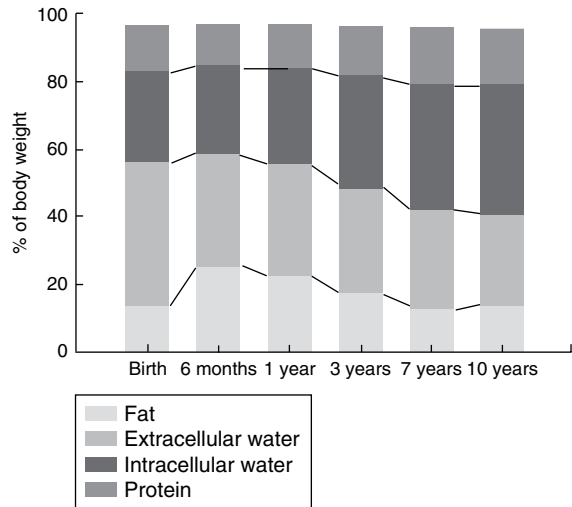 100
80
60
40
20
0
% of body weight
Birth 6 months 1 year 3 years 7 years 10 years
Fat
Extracellular water
Intracellular water
Protein